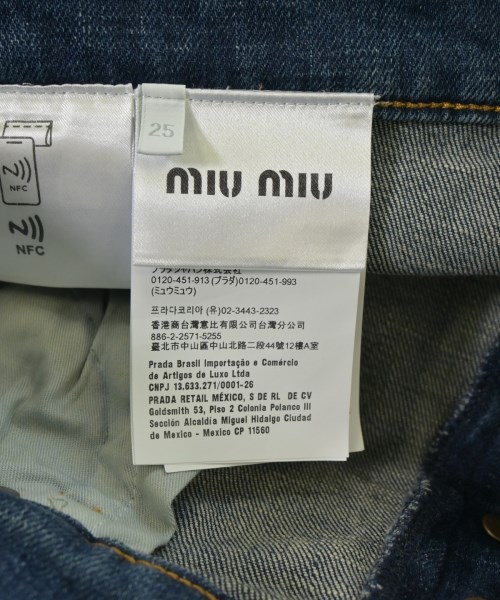 NFC
NFC
25
miu miu
プラダジャパン株式会社
0120-451-913 (プラダ)0120-451-993
(ミュウミュウ)
프라다코리아 (유)02-3443-2323
香港商台灣意比有限公司台灣分公司
886-2-2571-5255
臺北市中山區中山北路二段44號12樓A室
Prada Brasil Importação e Comércio
de Artigos de Luxo Ltda
CNPJ 13.633.271/0001-26
PRADA RETAIL MÉXICO, S DE RL DE CV
Goldsmith 53, Piso 2 Colonia Polanco III
Sección Alcaldía Miguel Hidalgo Ciudad
de Mexico - Mexico CP 11560